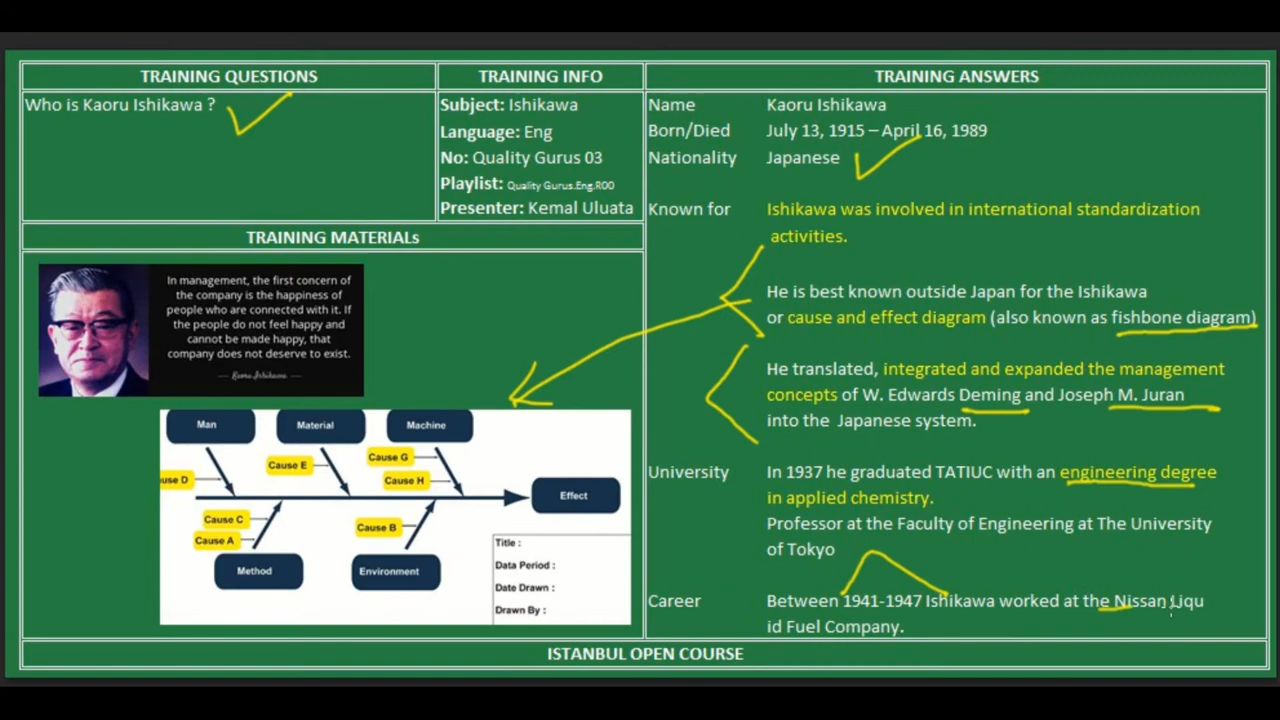 TRAINING QUESTIONS
Who is Kaoru Ishikawa ?
TRAINING INFO
Subject: Ishikawa
Language: Eng
No: Quality Gurus 03
Playlist: Quality Gurus.Eng.R00
Presenter: Kemal Uluata
TRAINING MATERIALs
In management, the first concern of
the company is the happiness of
people who are connected with it. If
the people do not feel happy and
cannot be made happy, that
company does not deserve to exist.
Kaoru Ishikawa
Man
Material
Machine
Cause G
Cause E
Cause H
use D
Effect
Cause C
Cause B
Cause A
Method
Environment
Title :
Data Period :
Date Drawn :
Drawn By :
TRAINING ANSWERS
Name Kaoru Ishikawa
Born/Died July 13, 1915 – April 16, 1989
Nationality Japanese
Known for Ishikawa was involved in international standardization
activities.
He is best known outside Japan for the Ishikawa
or cause and effect diagram (also known as fishbone diagram)
He translated, integrated and expanded the management
concepts of W. Edwards Deming and Joseph M. Juran
into the Japanese system.
University In 1937 he graduated TATIUC with an engineering degree
in applied chemistry.
Professor at the Faculty of Engineering at The University
of Tokyo
Career Between 1941-1947 Ishikawa worked at the Nissan Liqu
id Fuel Company.
ISTANBUL OPEN COURSE